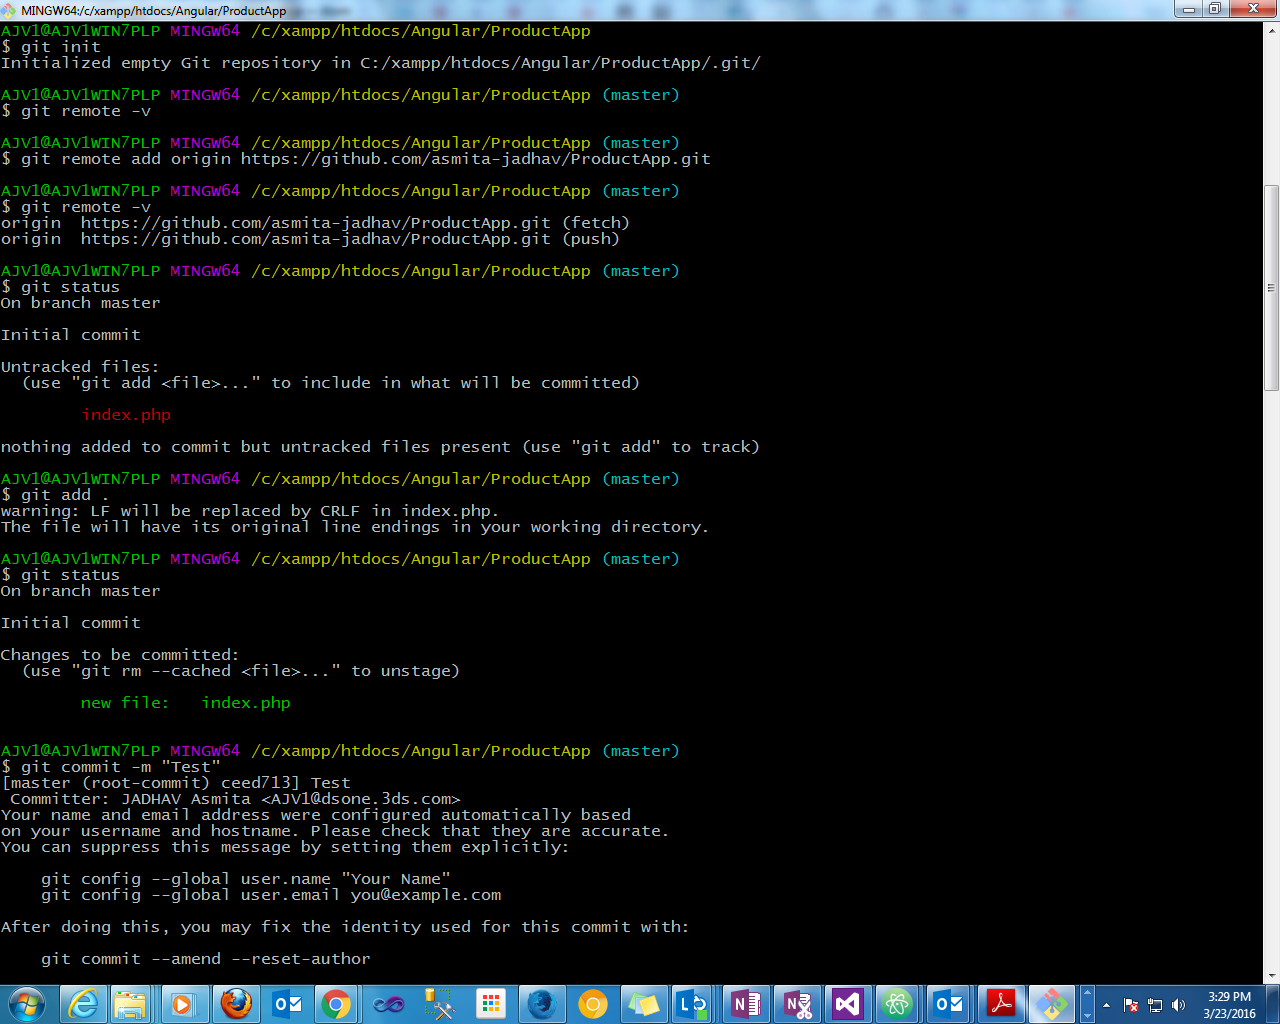 MINGW64:/c/xampp/htdocs/Angular/ProductApp
AJV1@AJV1WIN7PLP MINGW64 /c/xampp/htdocs/Angular/ProductApp
$ git init
Initialized empty Git repository in C:/xampp/htdocs/Angular/ProductApp/.git/
AJV1@AJV1WIN7PLP MINGW64 /c/xampp/htdocs/Angular/ProductApp (master)
$ git remote -v
AJV1@AJV1WIN7PLP MINGW64 /c/xampp/htdocs/Angular/ProductApp (master)
$ git remote add origin https://github.com/asmita-jadhav/ProductApp.git
AJV1@AJV1WIN7PLP MINGW64 /c/xampp/htdocs/Angular/ProductApp (master)
$ git remote -v
origin  https://github.com/asmita-jadhav/ProductApp.git (fetch)
origin  https://github.com/asmita-jadhav/ProductApp.git (push)
AJV1@AJV1WIN7PLP MINGW64 /c/xampp/htdocs/Angular/ProductApp (master)
$ git status
On branch master
Initial commit
Untracked files:
  (use "git add <file>..." to include in what will be committed)
        index.php
nothing added to commit but untracked files present (use "git add" to track)
AJV1@AJV1WIN7PLP MINGW64 /c/xampp/htdocs/Angular/ProductApp (master)
$ git add .
warning: LF will be replaced by CRLF in index.php.
The file will have its original line endings in your working directory.
AJV1@AJV1WIN7PLP MINGW64 /c/xampp/htdocs/Angular/ProductApp (master)
$ git status
On branch master
Initial commit
Changes to be committed:
  (use "git rm --cached <file>..." to unstage)
        new file:   index.php
AJV1@AJV1WIN7PLP MINGW64 /c/xampp/htdocs/Angular/ProductApp (master)
$ git commit -m "Test"
[master (root-commit) ceed713] Test
 Committer: JADHAV Asmita <AJV1@dsone.3ds.com>
Your name and email address were configured automatically based
on your username and hostname. Please check that they are accurate.
You can suppress this message by setting them explicitly:
    git config --global user.name "Your Name"
    git config --global user.email you@example.com
After doing this, you may fix the identity used for this commit with:
    git commit --amend --reset-author
3:29 PM
3/23/2016